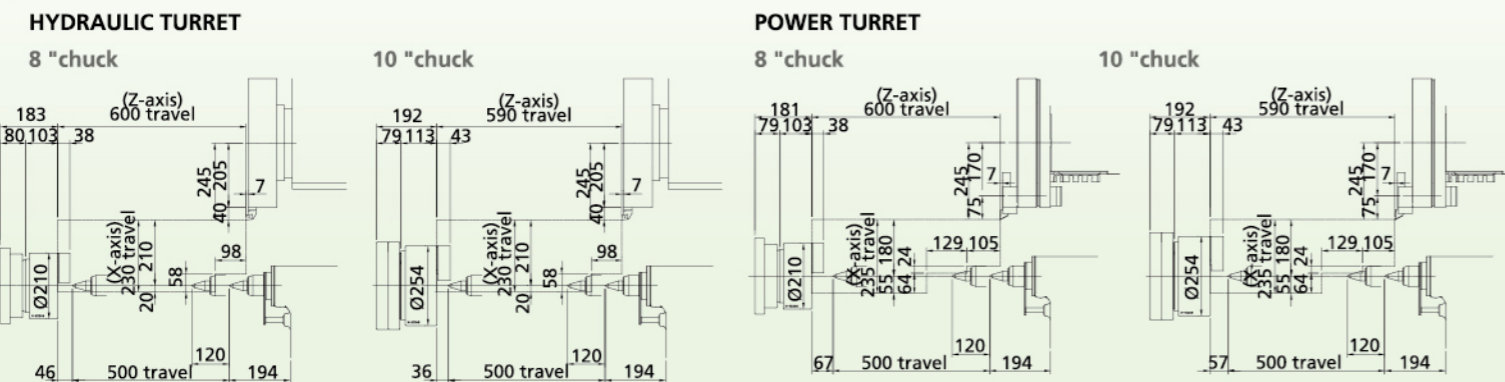 HYDRAULIC TURRET
8 "chuck
(Z-axis)
183
600 travel
80 103 38
245
205
7
40
(X-axis)
230 travel
210
98
58
Ø210
20
120
46 500 travel 194
10 "chuck
(Z-axis)
192
590 travel
79 113 43
245
205
7
40
(X-axis)
230 travel
210
98
58
Ø254
20
120
36 500 travel 194
POWER TURRET
8 "chuck
(Z-axis)
181
600 travel
79 103 38
245
170
7
75
(X-axis)
235 travel
180
55
24
64
129 105
Ø210
120
67 500 travel 194
10 "chuck
(Z-axis)
192
590 travel
79 113 43
245
170
7
75
(X-axis)
235 travel
180
55
24
64
129 105
Ø254
120
57 500 travel 194